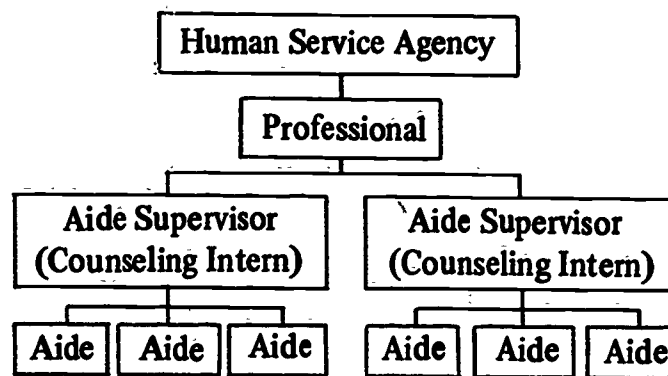 Human Service Agency
Professional
Aide Supervisor
(Counseling Intern)
Aide Supervisor
(Counseling Intern)
Aide Aide Aide Aide Aide Aide